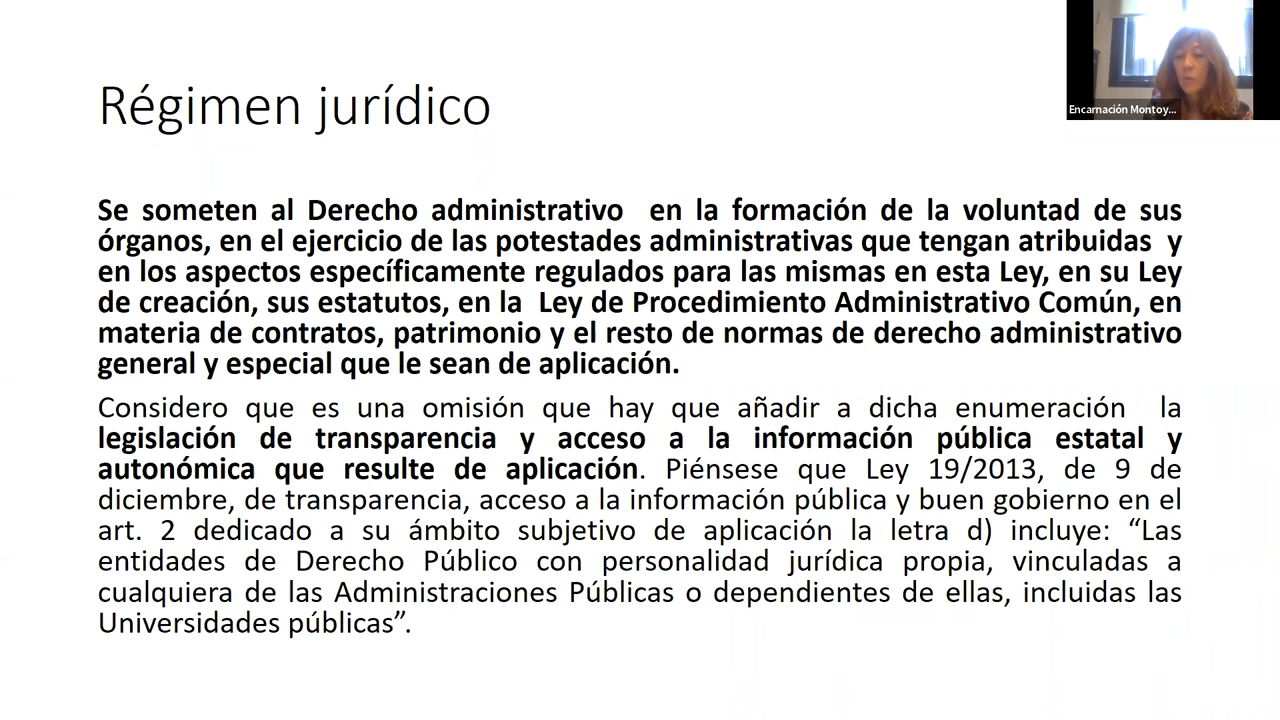 Régimen jurídico
Encarnación Montoy...
Se someten al Derecho administrativo en la formación de la voluntad de sus
órganos, en el ejercicio de las potestades administrativas que tengan atribuidas y
en los aspectos específicamente regulados para las mismas en esta Ley, en su Ley
de creación, sus estatutos, en la Ley de Procedimiento Administrativo Común, en
materia de contratos, patrimonio y el resto de normas de derecho administrativo
general y especial que le sean de aplicación.
Considero que es una omisión que hay que añadir a dicha enumeración la
legislación de transparencia y acceso a la información pública estatal y
autonómica que resulte de aplicación. Piénsese que Ley 19/2013, de 9 de
diciembre, de transparencia, acceso a la información pública y buen gobierno en el
art. 2 dedicado a su ámbito subjetivo de aplicación la letra d) incluye: “Las
entidades de Derecho Público con personalidad jurídica propia, vinculadas a
cualquiera de las Administraciones Públicas o dependientes de ellas, incluidas las
Universidades públicas”.